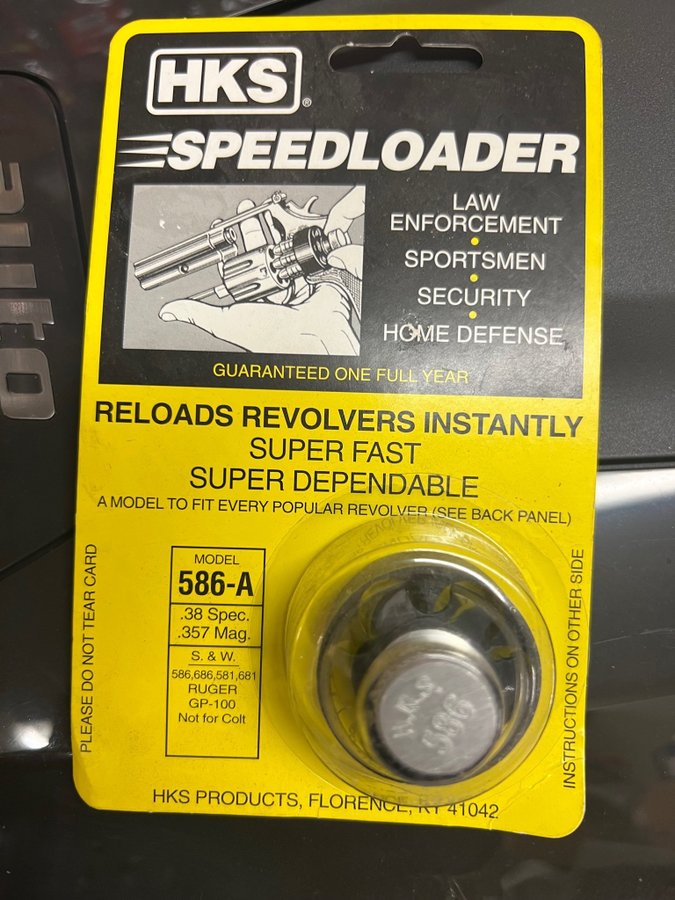 HKS®
SPEEDLOADER
LAW
ENFORCEMENT
•
SPORTSMEN
•
SECURITY
•
HOME DEFENSE
GUARANTEED ONE FULL YEAR
RELOADS REVOLVERS INSTANTLY
SUPER FAST
SUPER DEPENDABLE
A MODEL TO FIT EVERY POPULAR REVOLVER (SEE BACK PANEL)
PLEASE DO NOT TEAR CARD
MODEL
586-A
.38 Spec.
.357 Mag.
S. & W.
586,686,581,681
RUGER
GP-100
Not for Colt
586
INSTRUCTIONS ON OTHER SIDE
HKS PRODUCTS, FLORENCE, KY 41042
auto